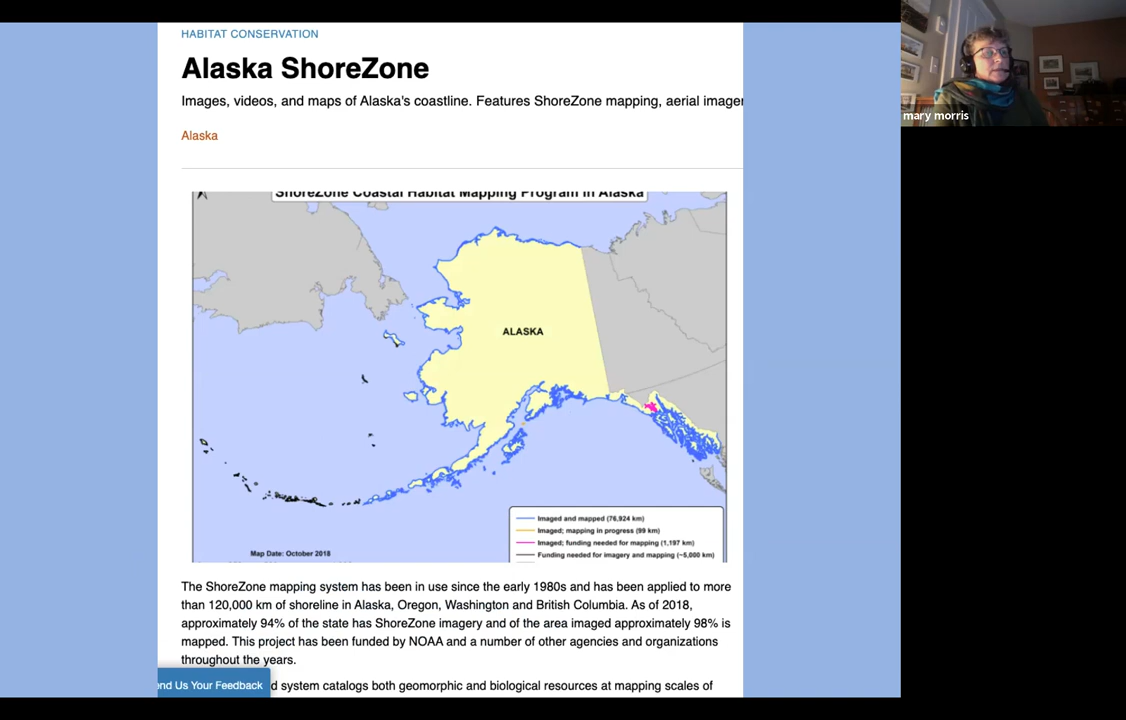 HABITAT CONSERVATION
Alaska ShoreZone
Images, videos, and maps of Alaska's coastline. Features ShoreZone mapping, aerial imager
Alaska
ShoreZone Coastal Habitat Mapping Program in Alaska
ALASKA
Imaged and mapped (76,924 km)
Imaged; mapping in progress (99 km)
Imaged; funding needed for mapping (1,197 km)
Funding needed for imagery and mapping (~5,000 km)
Map Date: October 2018
The ShoreZone mapping system has been in use since the early 1980s and has been applied to more
than 120,000 km of shoreline in Alaska, Oregon, Washington and British Columbia. As of 2018,
approximately 94% of the state has ShoreZone imagery and of the area imaged approximately 98% is
mapped. This project has been funded by NOAA and a number of other agencies and organizations
throughout the years.
end Us Your Feedback
d system catalogs both geomorphic and biological resources at mapping scales of
mary morris